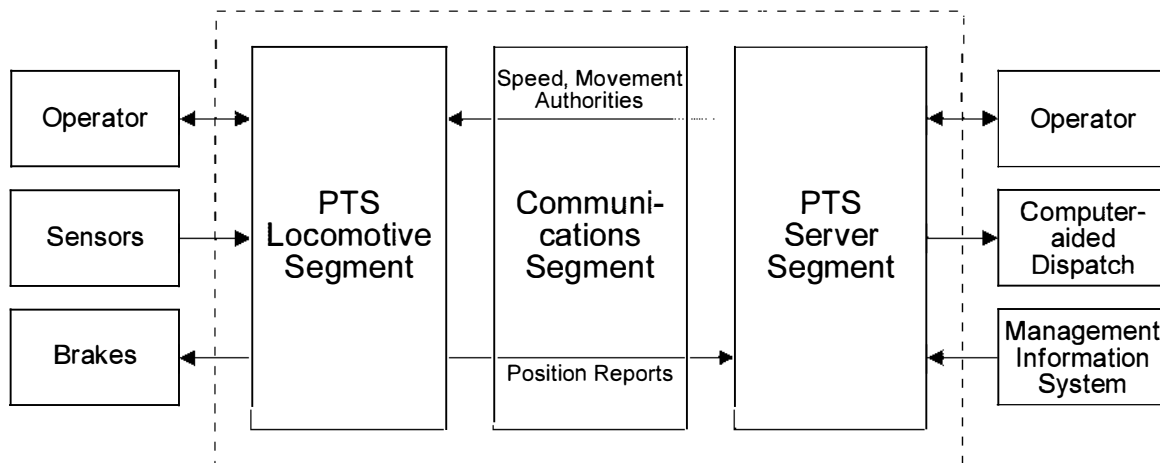 Operator
Sensors
Brakes
PTS
Locomotive
Segment
Speed, Movement
Authorities
Communi-
cations
Segment
Position Reports
PTS
Server
Segment
Operator
Computer-
aided
Dispatch
Management
Information
System